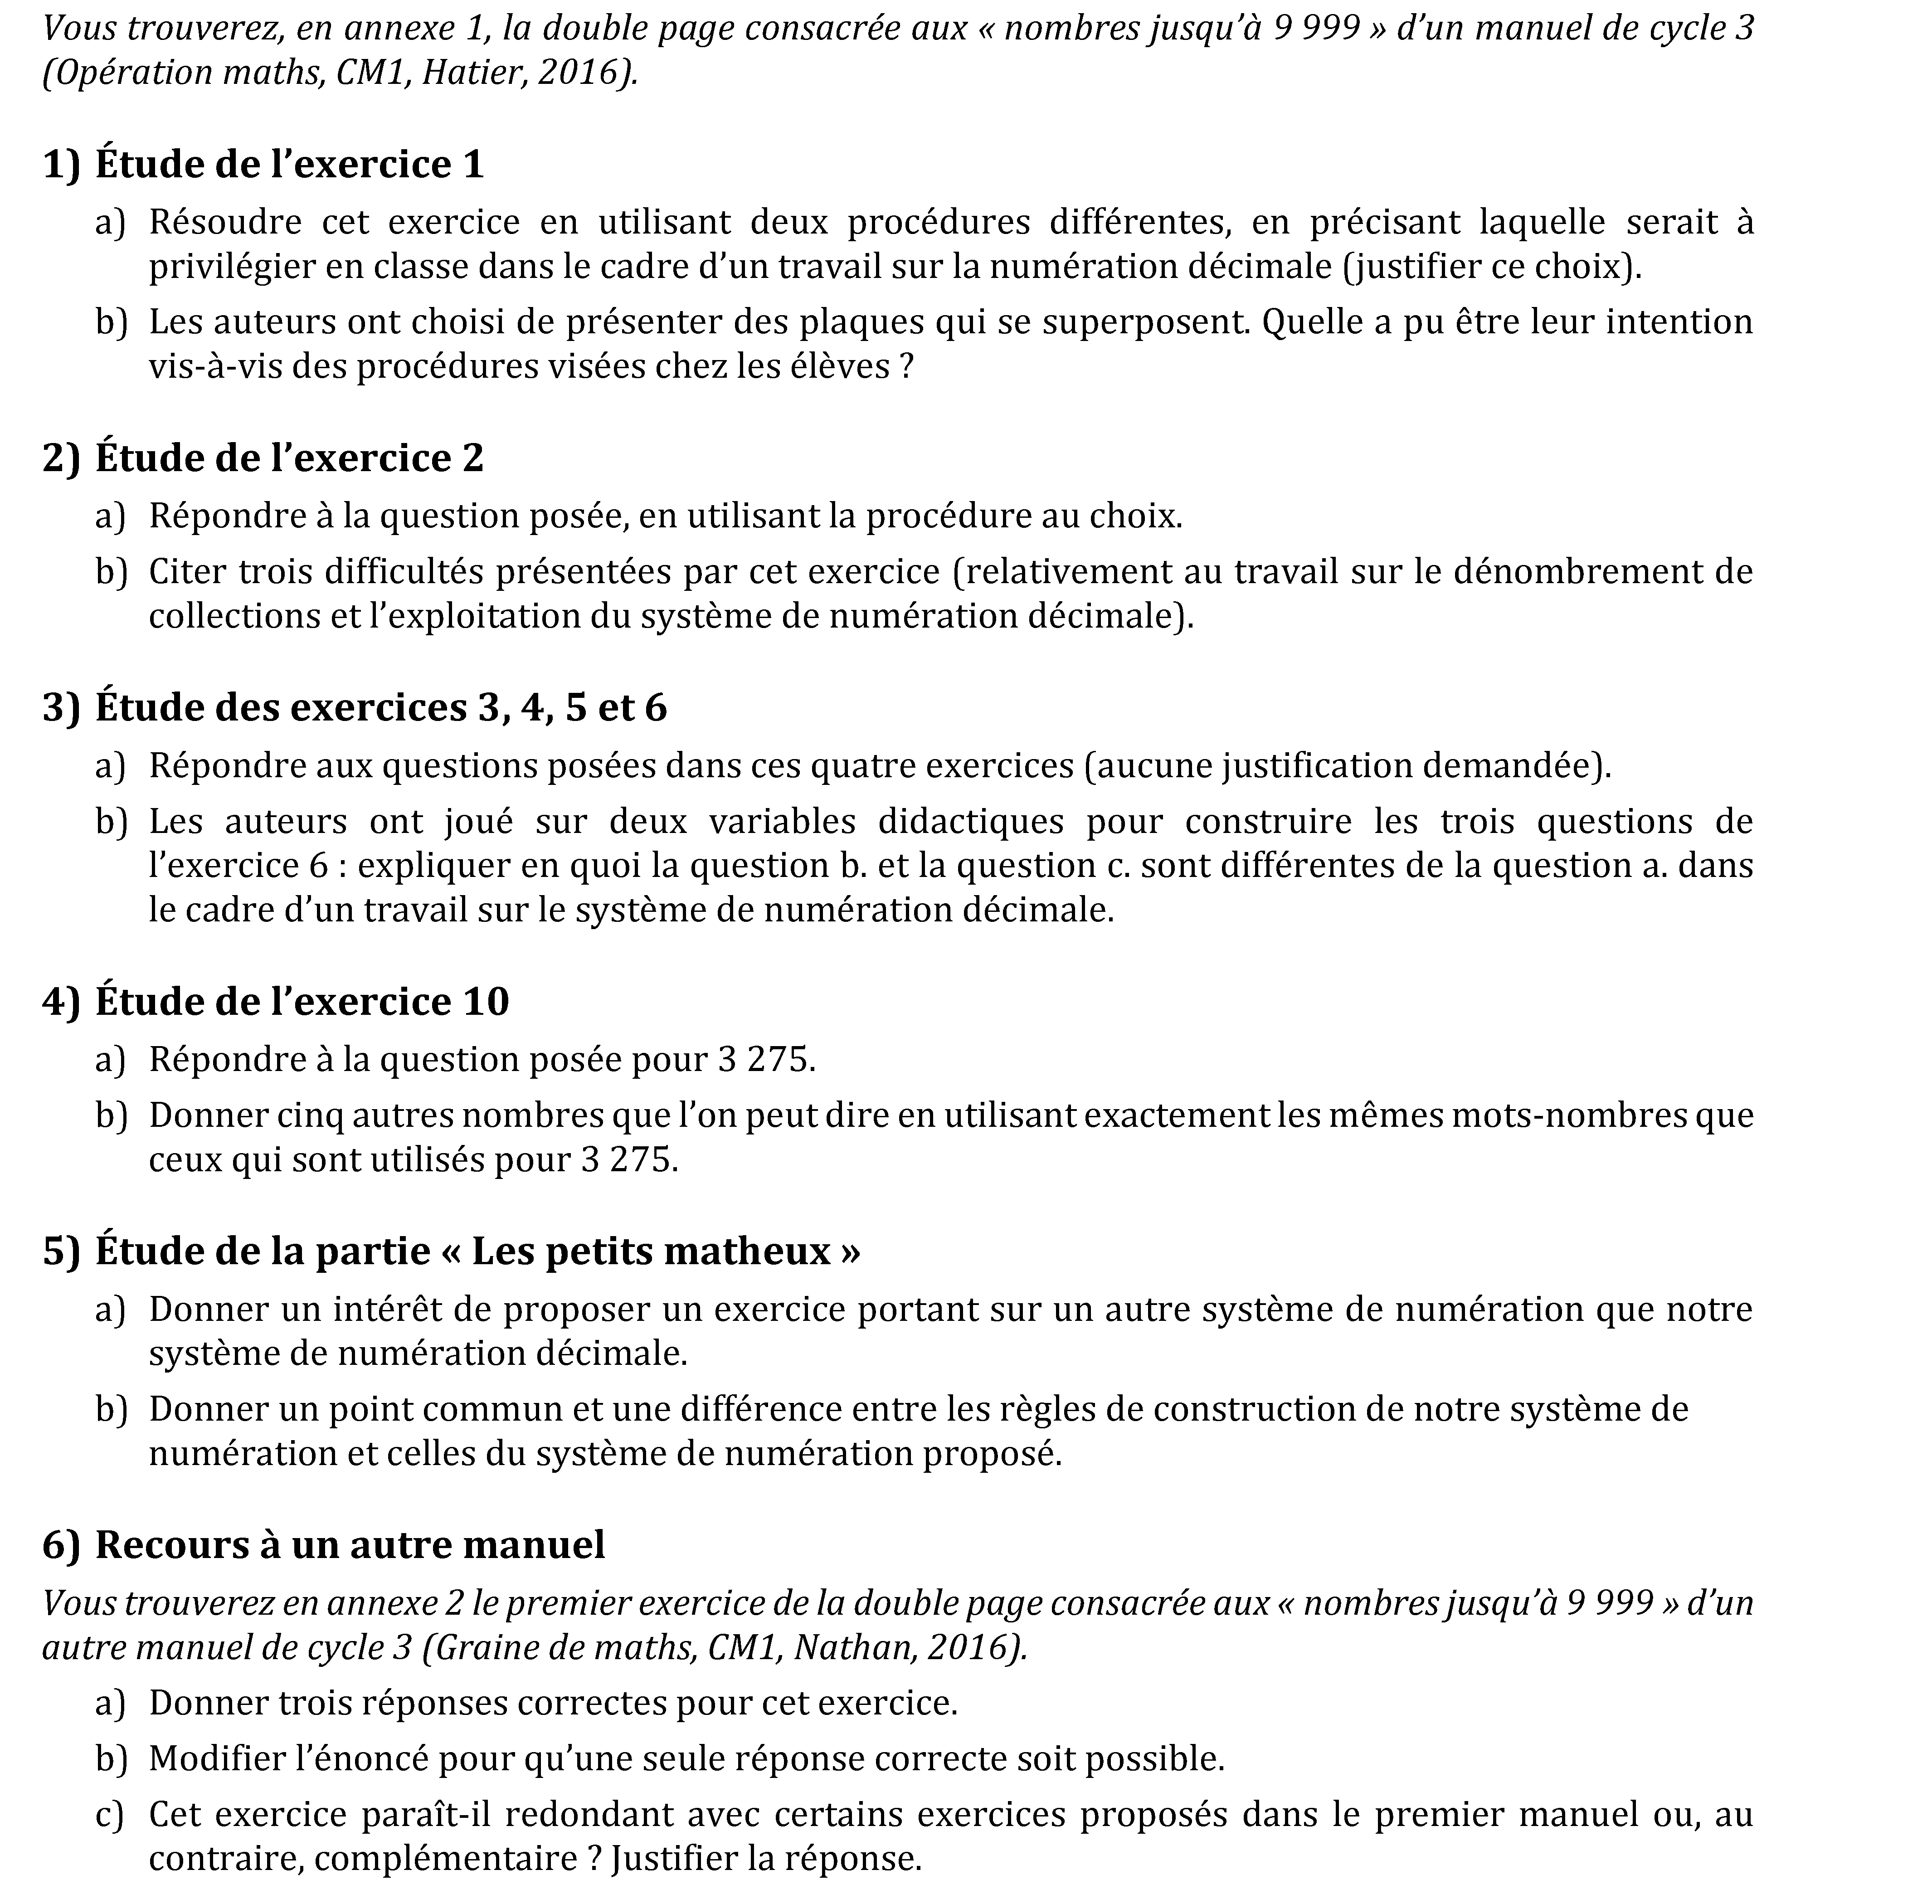 Vous trouverez, en annexe 1, la double page consacrée aux « nombres jusqu’à 9 999 » d’un manuel de cycle 3
(Opération maths, CM1, Hatier, 2016).
1) Étude de l’exercice 1
a) Résoudre cet exercice en utilisant deux procédures différentes, en précisant laquelle serait à
privilégier en classe dans le cadre d’un travail sur la numération décimale (justifier ce choix).
b) Les auteurs ont choisi de présenter des plaques qui se superposent. Quelle a pu être leur intention
vis-à-vis des procédures visées chez les élèves ?
2) Étude de l’exercice 2
a) Répondre à la question posée, en utilisant la procédure au choix.
b) Citer trois difficultés présentées par cet exercice (relativement au travail sur le dénombrement de
collections et l’exploitation du système de numération décimale).
3) Étude des exercices 3, 4, 5 et 6
a) Répondre aux questions posées dans ces quatre exercices (aucune justification demandée).
b) Les auteurs ont joué sur deux variables didactiques pour construire les trois questions de
l’exercice 6 : expliquer en quoi la question b. et la question c. sont différentes de la question a. dans
le cadre d’un travail sur le système de numération décimale.
4) Étude de l’exercice 10
a) Répondre à la question posée pour 3 275.
b) Donner cinq autres nombres que l’on peut dire en utilisant exactement les mêmes mots-nombres que
ceux qui sont utilisés pour 3 275.
5) Étude de la partie « Les petits matheux »
a) Donner un intérêt de proposer un exercice portant sur un autre système de numération que notre
système de numération décimale.
b) Donner un point commun et une différence entre les règles de construction de notre système de
numération et celles du système de numération proposé.
6) Recours à un autre manuel
Vous trouverez en annexe 2 le premier exercice de la double page consacrée aux « nombres jusqu’à 9 999 » d’un
autre manuel de cycle 3 (Graine de maths, CM1, Nathan, 2016).
a) Donner trois réponses correctes pour cet exercice.
b) Modifier l’énoncé pour qu’une seule réponse correcte soit possible.
c) Cet exercice paraît-il redondant avec certains exercices proposés dans le premier manuel ou, au
contraire, complémentaire ? Justifier la réponse.